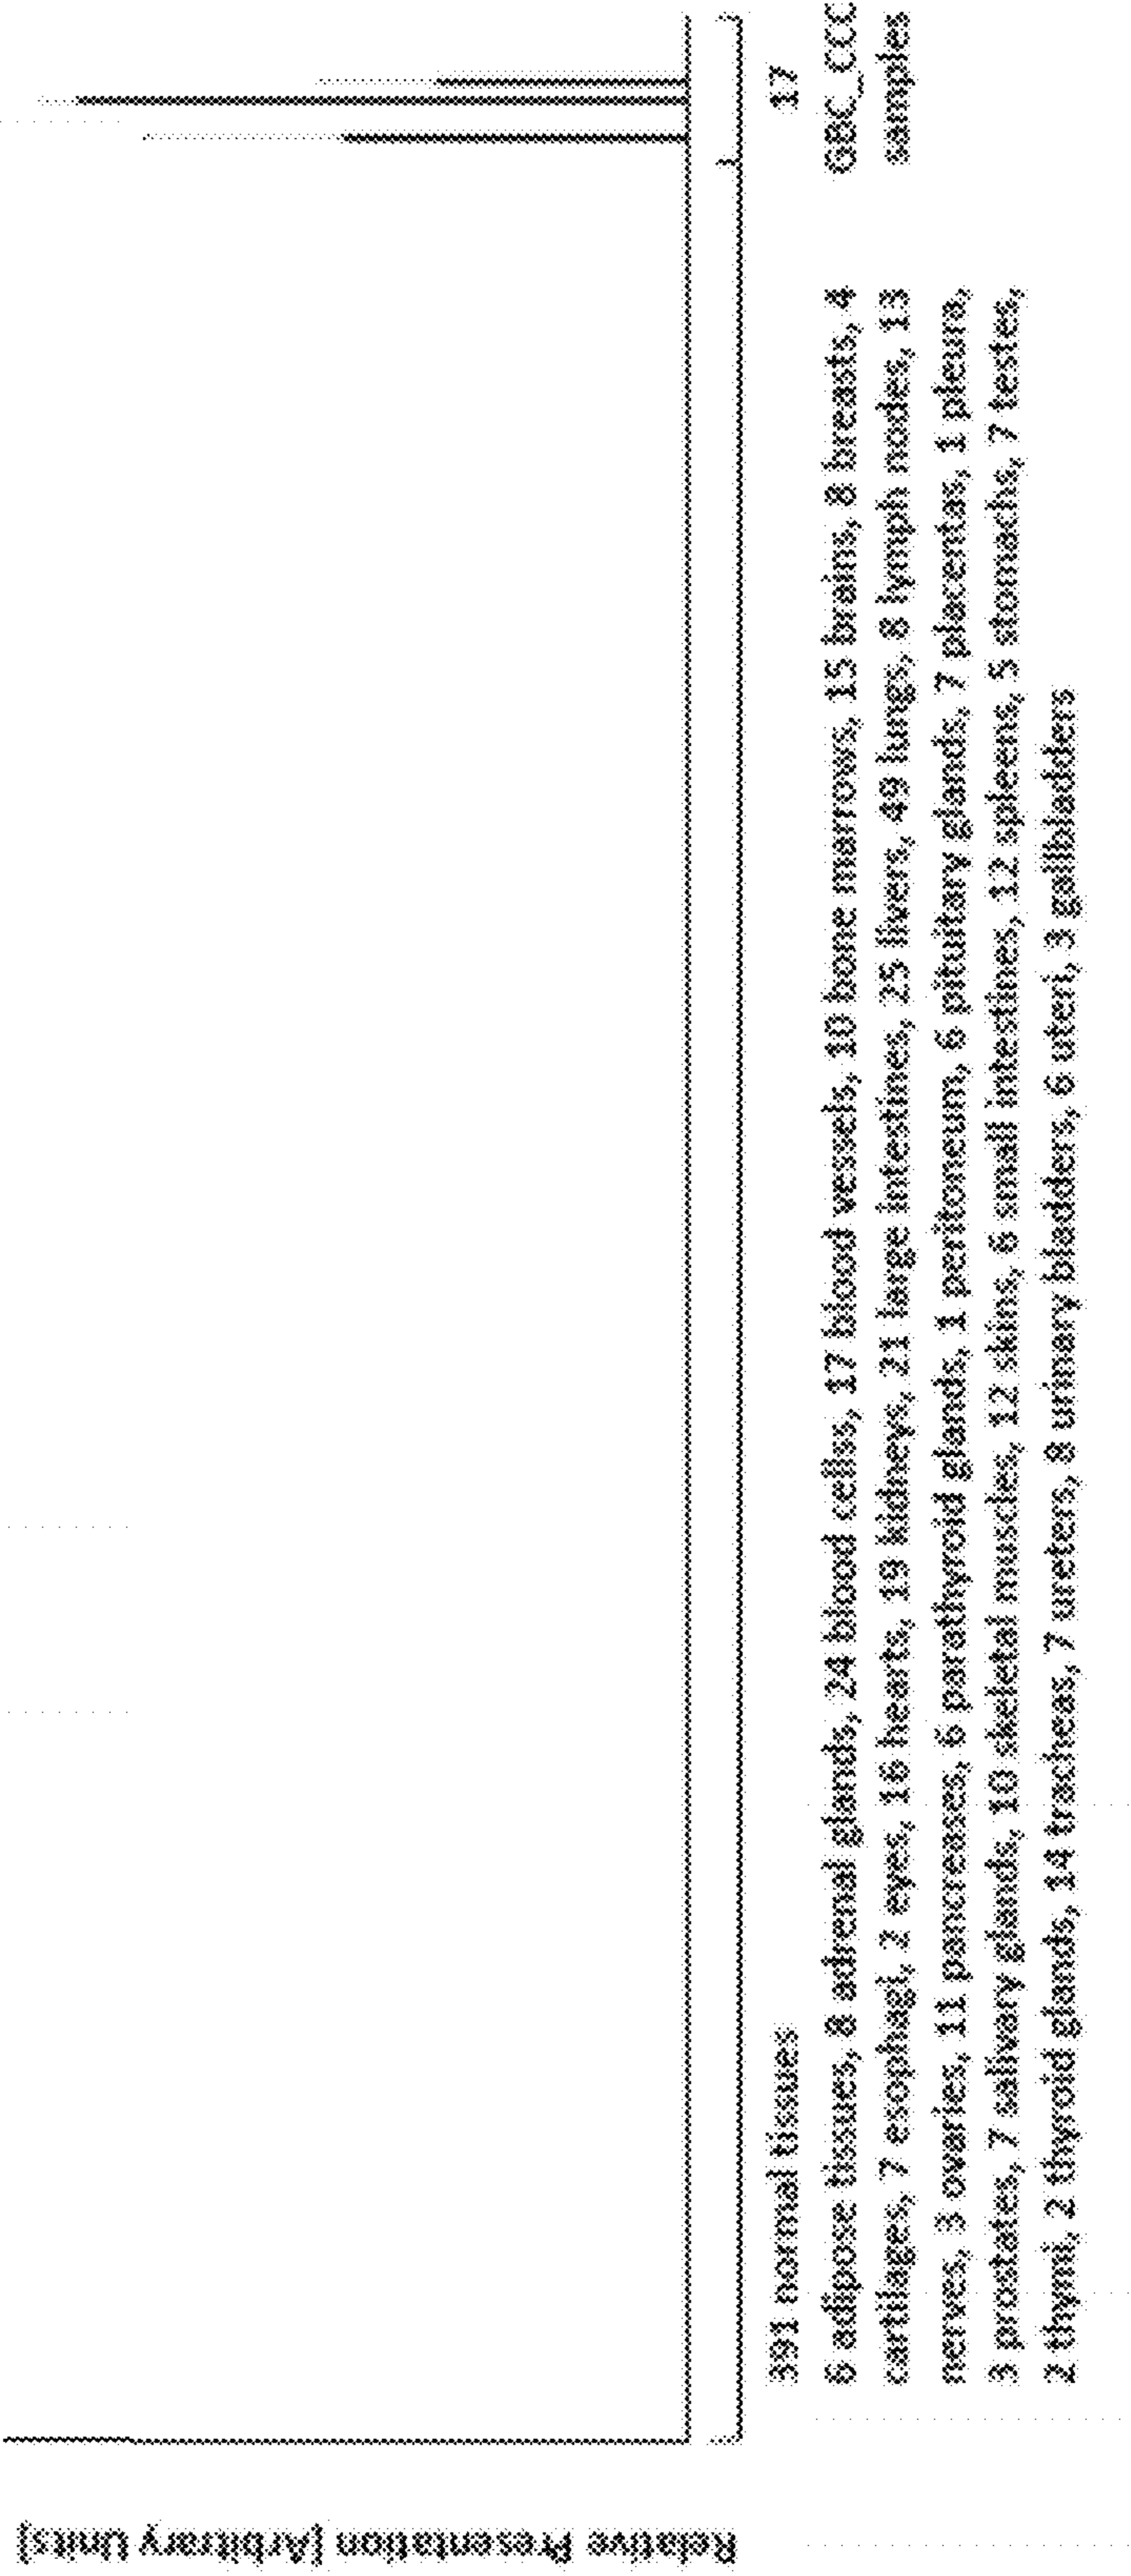 Relative Presentation [Arbitrary Units]
391 normal tissues
17
GBC_CCC
samples
6 adipose tissues, 8 adrenal glands, 24 blood cellss, 17 blood vessels, 10 bone marrows, 15 brains, 8 breasts, 4
cartilages, 7 esophagi, 2 eyes, 16 hearts, 19 kidneys, 21 large intestines, 25 livers, 49 lungs, 8 lymph nodes, 13
nerves, 3 ovaries, 11 pancreases, 6 parathyroid glands, 1 peritoneum, 6 pituitary glands, 7 placentas, 1 pleura,
3 prostates, 7 salivary glands, 10 skeletal muscles, 12 skins, 6 small intestines, 12 spleens, 5 stomachs, 7 testes,
2 thymi, 2 thyroid glands, 14 tracheas, 7 ureters, 8 urinary bladders, 6 uteri, 3 gallbladders